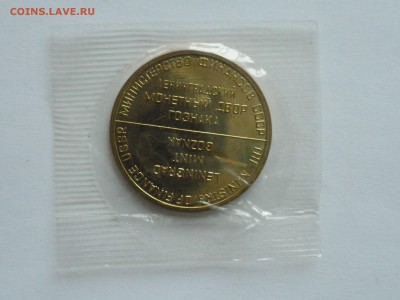 COINS.LAVE.RU
МИНИСТЕРСТВО ФИНАНСОВ СССР
ЛЕНИНГРАДСКИЙ
МОНЕТНЫЙ ДВОР
ГОЗНАКА
THE MINISTRY OF FINANCE USSR
LENINGRAD
MINT
GOZNAK